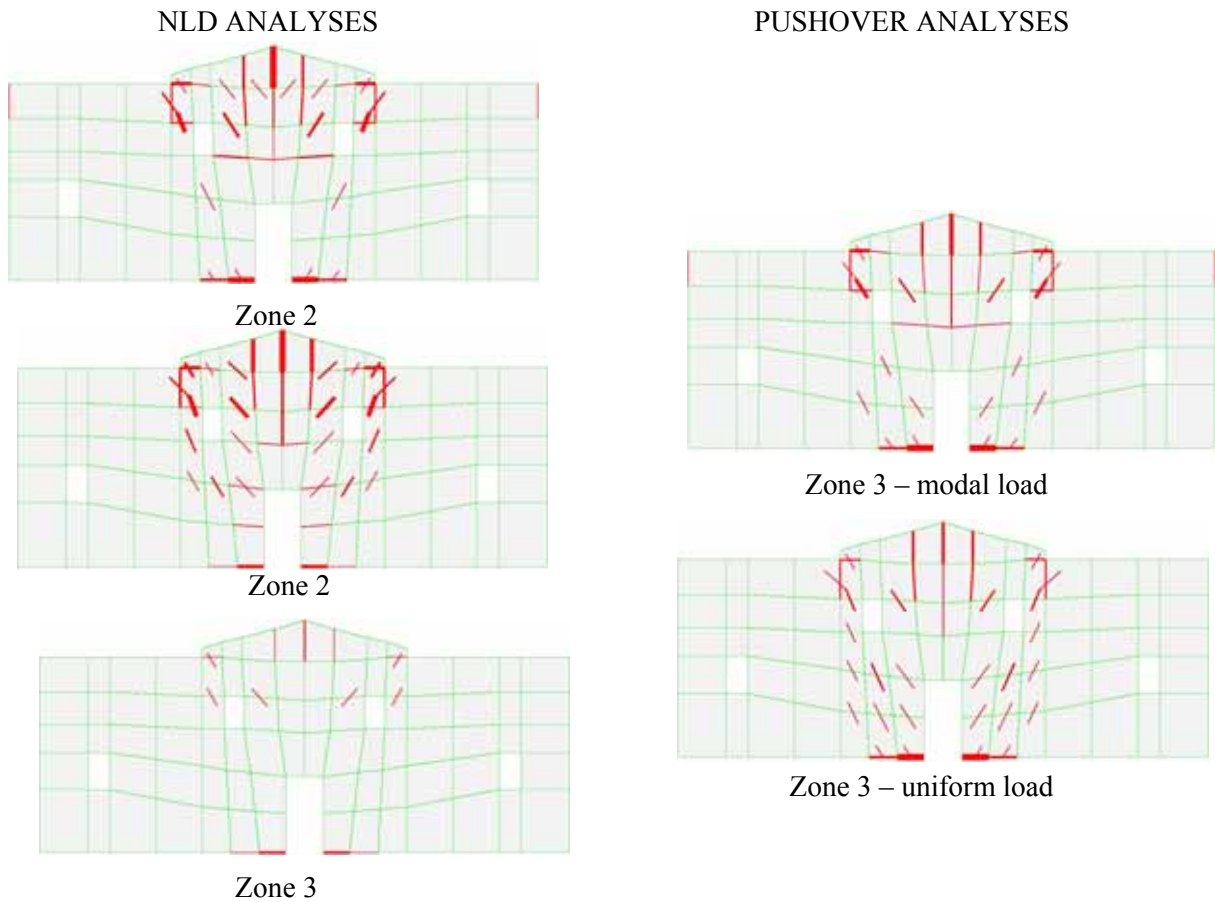 NLD ANALYSES
PUSHOVER ANALYSES
Zone 2
Zone 2
Zone 3
Zone 3 – modal load
Zone 3 – uniform load